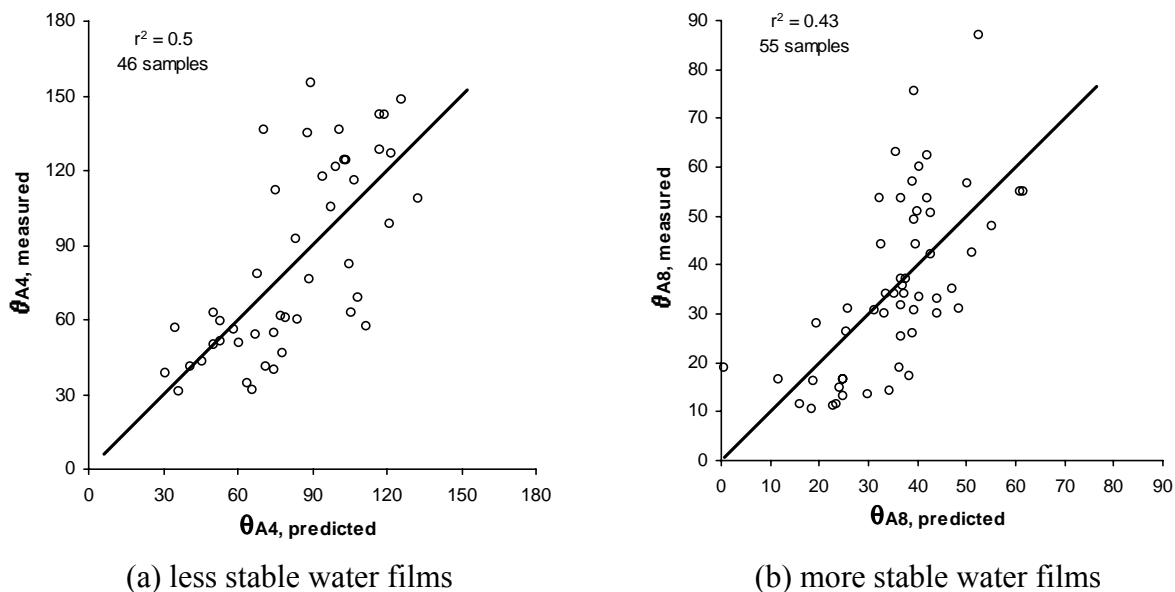 r² = 0.5
46 samples
180
150
120
90
60
30
0
θA4, measured
0 30 60 90 120 150 180
θA4, predicted
(a) less stable water films
r² = 0.43
55 samples
90
80
70
60
50
40
30
20
10
0
θA8, measured
0 10 20 30 40 50 60 70 80 90
θA8, predicted
(b) more stable water films